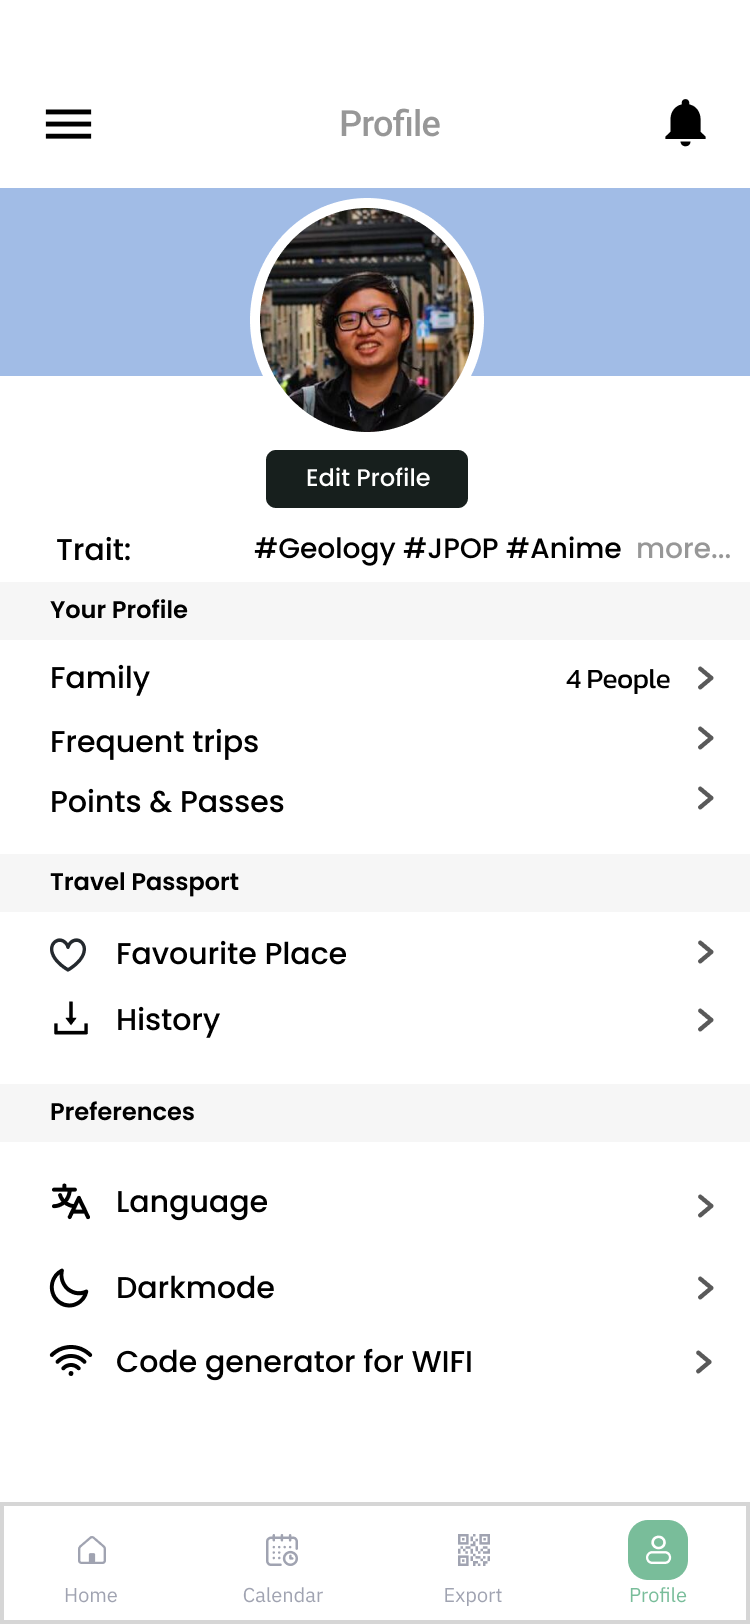 Profile
Edit Profile
Trait: #Geology #JPOP #Anime more...
Your Profile
Family 4 People
Frequent trips
Points & Passes
Travel Passport
Favourite Place
History
Preferences
Language
Darkmode
Code generator for WIFI
Home Calendar Export Profile